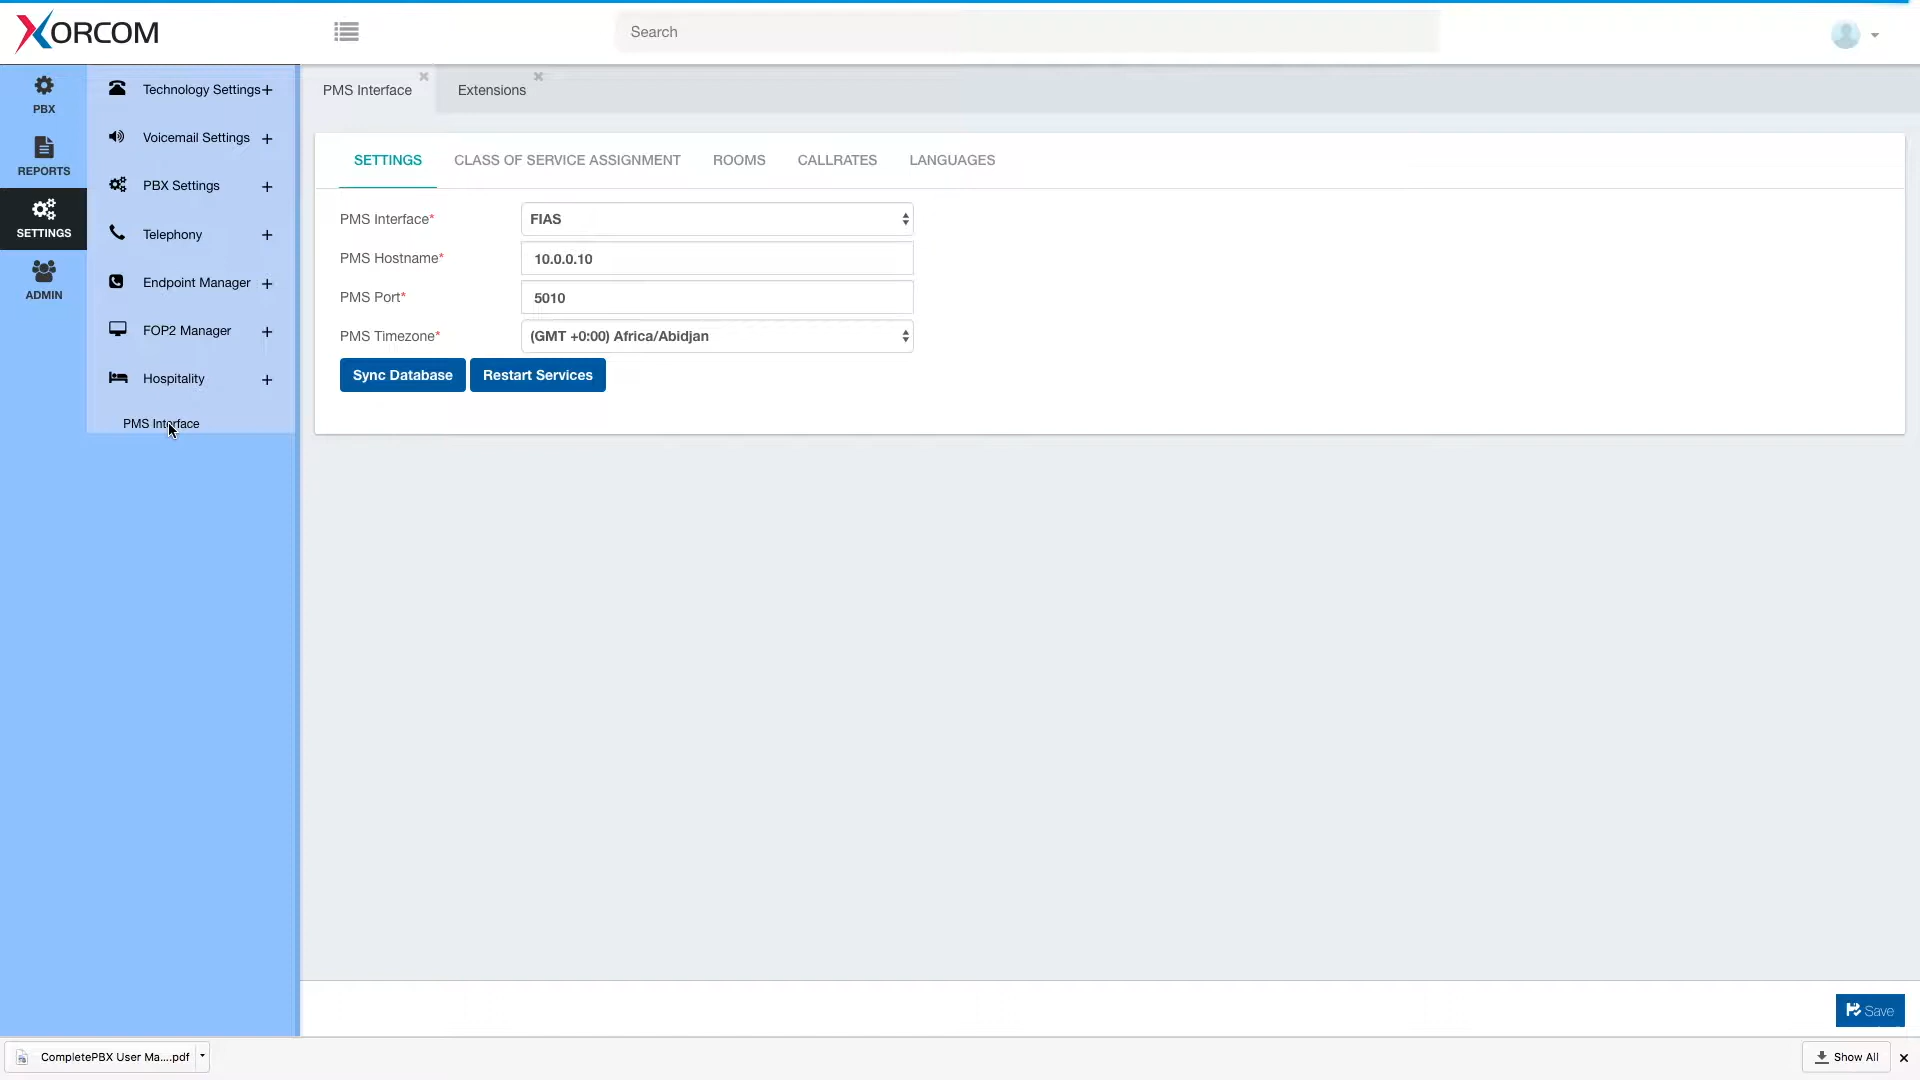 XORCOM
Search
PBX
REPORTS
SETTINGS
ADMIN
Technology Settings+
Voicemail Settings +
PBX Settings +
Telephony +
Endpoint Manager +
FOP2 Manager +
Hospitality +
PMS Interface
PMS Interface Extensions
SETTINGS CLASS OF SERVICE ASSIGNMENT ROOMS CALLRATES LANGUAGES
PMS Interface* FIAS
PMS Hostname* 10.0.0.10
PMS Port* 5010
PMS Timezone* (GMT +0:00) Africa/Abidjan
Sync Database Restart Services
Save
CompletePBX User Ma....pdf
Show All